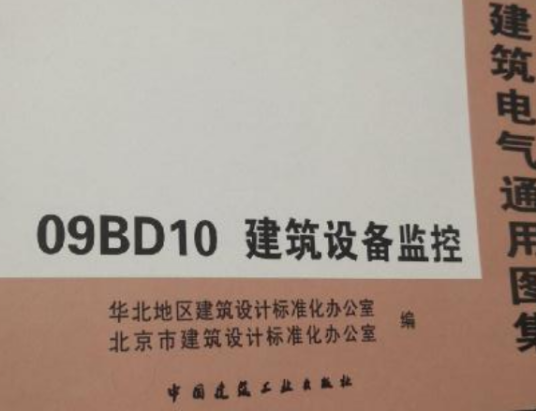 建筑电气通用图集
09BD10 建筑设备监控
华北地区建筑设计标准化办公室
北京市建筑设计标准化办公室
编
中国建筑工业出版社